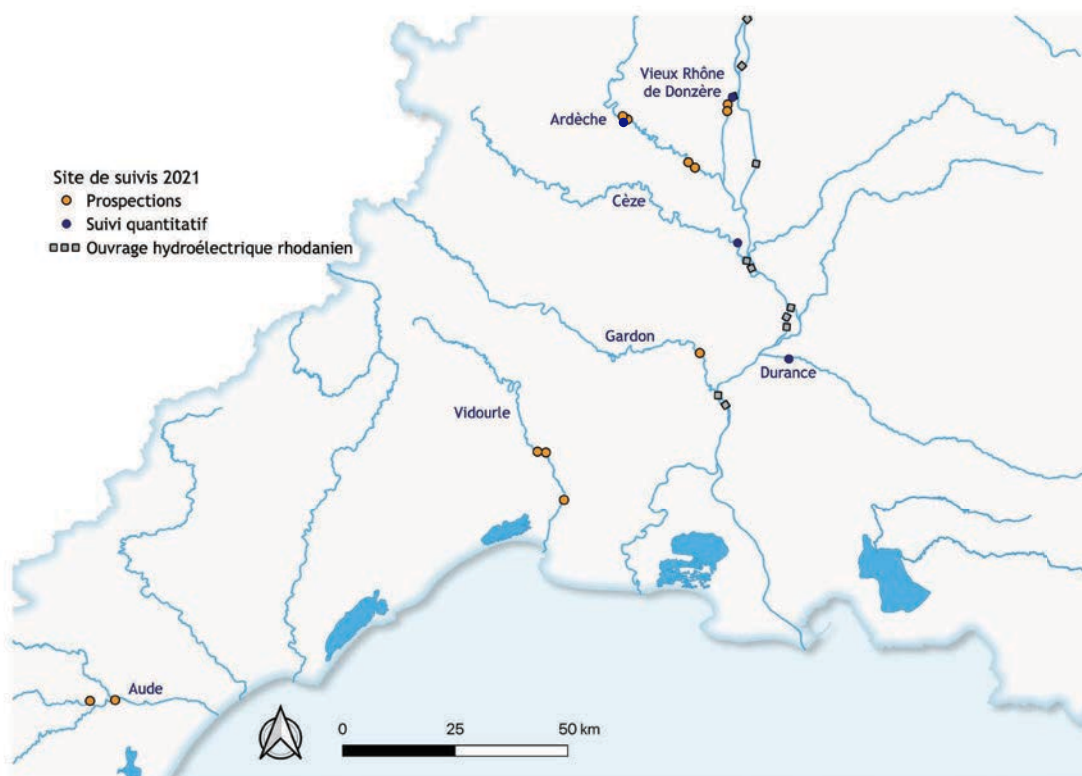 Vieux Rhône
de Donzère
Ardèche
Site de suivis 2021
Prospections
Suivi quantitatif
Ouvrage hydroélectrique rhodanien
Cèze
Gardon
Durance
Vidourle
Aude
0 25 50 km